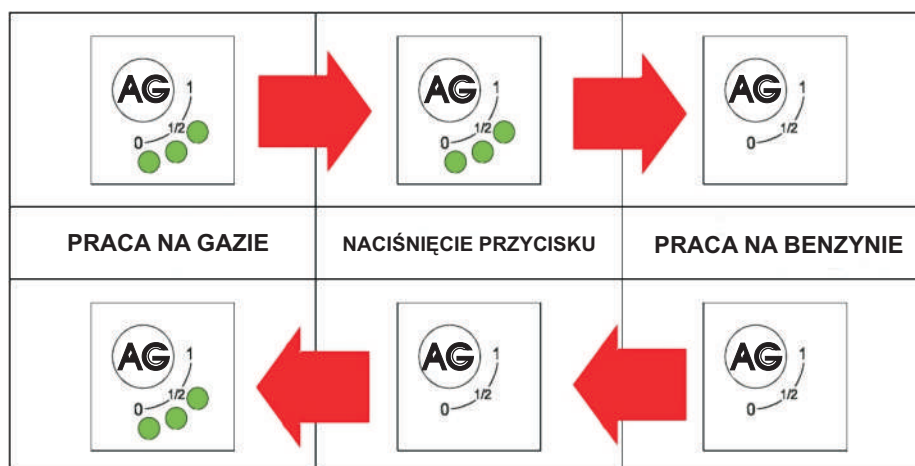 AG 1 1/2 0
AG 1 1/2 0
AG 1 1/2 0
PRACA NA GAZIE
NACIŚNIĘCIE PRZYCISKU
PRACA NA BENZYNIE
AG 1 1/2 0
AG 1 1/2 0
AG 1 1/2 0